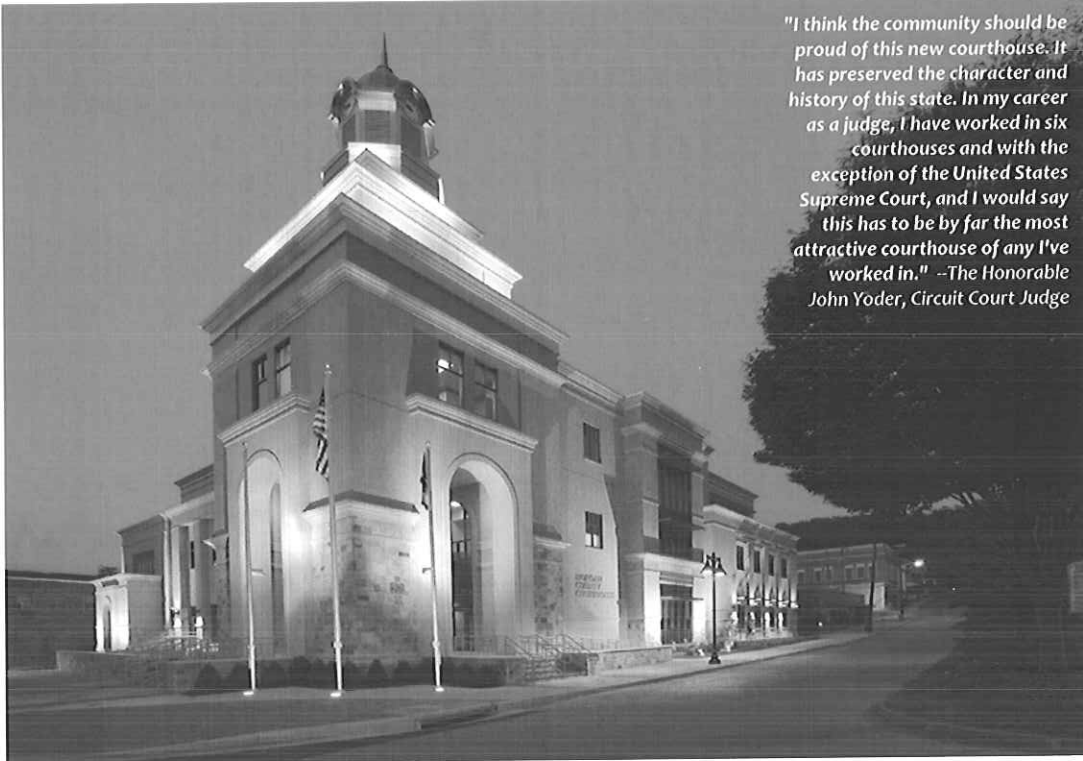 "I think the community should be
proud of this new courthouse. It
has preserved the character and
history of this state. In my career
as a judge, I have worked in six
courthouses and with the
exception of the United States
Supreme Court, and I would say
this has to be by far the most
attractive courthouse of any I've
worked in." --The Honorable
John Yoder, Circuit Court Judge
MORGAN
COUNTY
COURTHOUSE